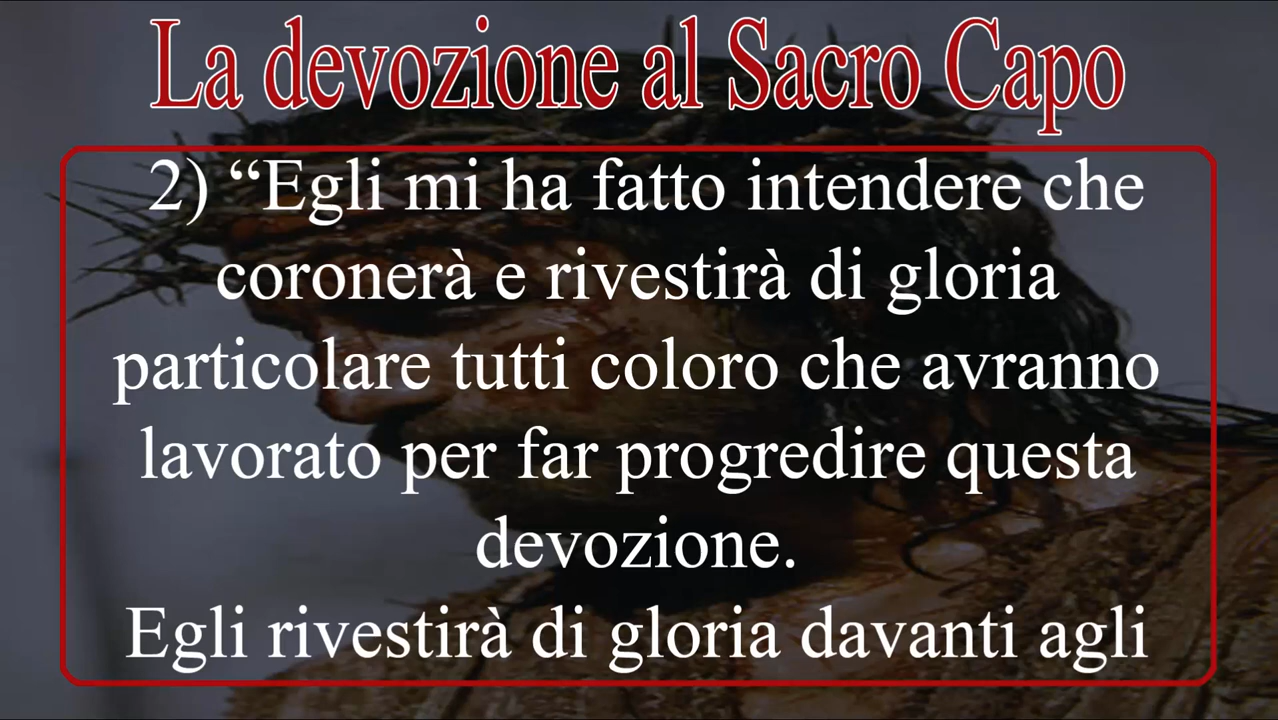 La devozione al Sacro Capo
2) “Egli mi ha fatto intendere che
coronerà e rivestirà di gloria
particolare tutti coloro che avranno
lavorato per far progredire questa
devozione.
Egli rivestirà di gloria davanti agli